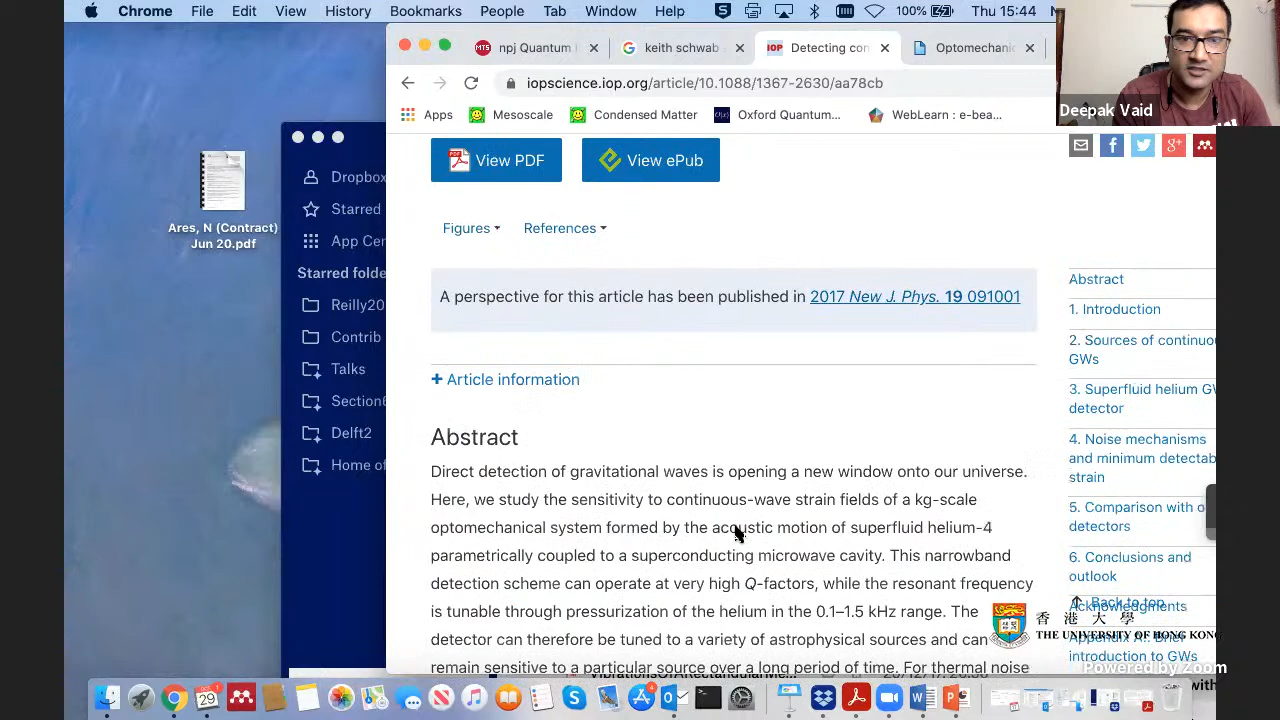 Chrome File Edit View History Bookmarks People Tab Window Help 100% Thu 15:44
npj Quantum keith schwab IOP Detecting con Optomechanic
iopscience.iop.org/article/10.1088/1367-2630/aa78cb
Apps Mesoscale Condensed Matter Oxford Quantum... WebLearn : e-bea...
Deepak Vaid
View PDF View ePub
Figures References
Ares, N (Contract)
Jun 20.pdf
Dropbox
Starred
App Cen
Starred folde
Reilly20
Contrib
Talks
Section6
Delft2
Home of
A perspective for this article has been published in 2017 New J. Phys. 19 091001
+ Article information
Abstract
Direct detection of gravitational waves is opening a new window onto our universe.
Here, we study the sensitivity to continuous-wave strain fields of a kg-scale
optomechanical system formed by the acoustic motion of superfluid helium-4
parametrically coupled to a superconducting microwave cavity. This narrowband
detection scheme can operate at very high Q-factors, while the resonant frequency
is tunable through pressurization of the helium in the 0.1–1.5 kHz range. The
detector can therefore be tuned to a variety of astrophysical sources and can
remain sensitive to a particular source over a long period of time. For thermal noise
Abstract
1. Introduction
2. Sources of continuou
GWs
3. Superfluid helium GW
detector
4. Noise mechanisms
and minimum detectab
strain
5. Comparison with o
detectors
6. Conclusions and
outlook
Back to top
Acknowledgments
Appendix A.. Brief
introduction to GWs
香港大學
THE UNIVERSITY OF HONG KONG
Powered by Zoom
with